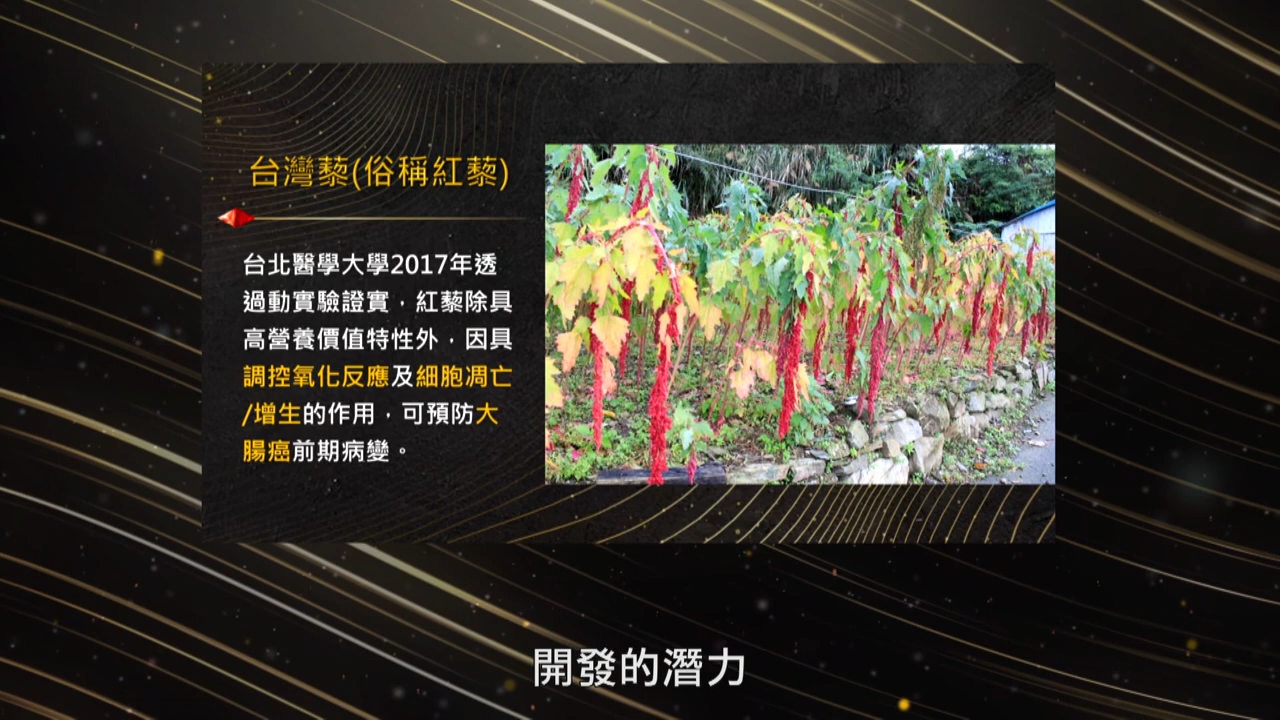 台灣藜(俗稱紅藜)
台北醫學大學2017年透
過動實驗證實，紅藜除具
高營養價值特性外，因具
調控氧化反應及細胞凋亡
/增生的作用，可預防大
腸癌前期病變。
開發的潛力